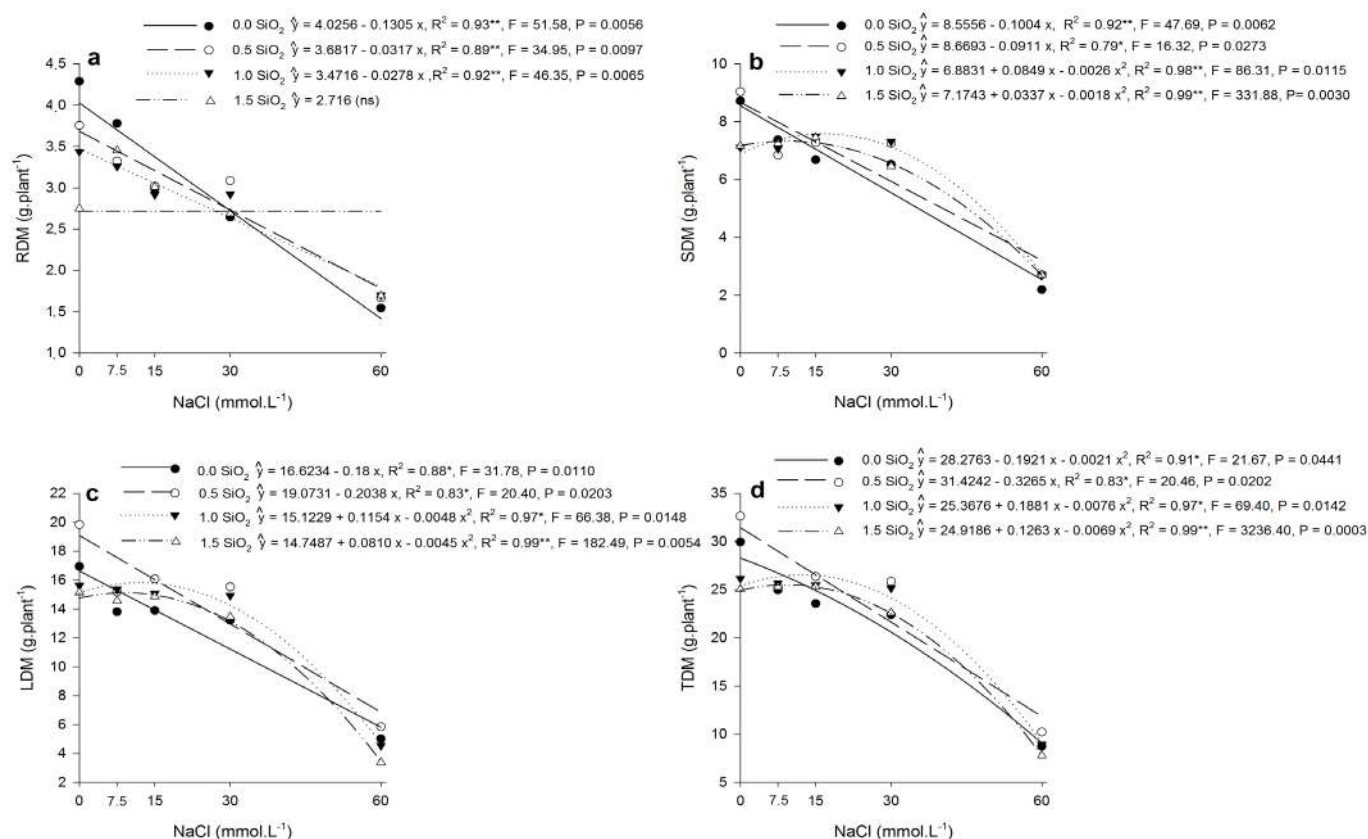 a
0.0 SiO₂ ŷ = 4.0256 - 0.1305 x, R² = 0.93**, F = 51.58, P = 0.0056
0.5 SiO₂ ŷ = 3.6817 - 0.0317 x, R² = 0.89**, F = 34.95, P = 0.0097
1.0 SiO₂ ŷ = 3.4716 - 0.0278 x, R² = 0.92**, F = 46.35, P = 0.0065
1.5 SiO₂ ŷ = 2.716 (ns)
4,5
4,0
3,5
3,0
2,5
2,0
1,5
1,0
RDM (g.plant⁻¹)
0 7.5 15 30 60
NaCl (mmol.L⁻¹)
b
0.0 SiO₂ ŷ = 8.5556 - 0.1004 x, R² = 0.92**, F = 47.69, P = 0.0062
0.5 SiO₂ ŷ = 8.6693 - 0.0911 x, R² = 0.79*, F = 16.32, P = 0.0273
1.0 SiO₂ ŷ = 6.8831 + 0.0849 x - 0.0026 x², R² = 0.98**, F = 86.31, P = 0.0115
1.5 SiO₂ ŷ = 7.1743 + 0.0337 x - 0.0018 x², R² = 0.99**, F = 331.88, P= 0.0030
10
8
6
4
2
0
SDM (g.plant⁻¹)
0 7.5 15 30 60
NaCl (mmol.L⁻¹)
c
0.0 SiO₂ ŷ = 16.6234 - 0.18 x, R² = 0.88*, F = 31.78, P = 0.0110
0.5 SiO₂ ŷ = 19.0731 - 0.2038 x, R² = 0.83*, F = 20.40, P = 0.0203
1.0 SiO₂ ŷ = 15.1229 + 0.1154 x - 0.0048 x², R² = 0.97*, F = 66.38, P = 0.0148
1.5 SiO₂ ŷ = 14.7487 + 0.0810 x - 0.0045 x², R² = 0.99**, F = 182.49, P = 0.0054
22
20
18
16
14
12
10
8
6
4
2
LDM (g.plant⁻¹)
0 7.5 15 30 60
NaCl (mmol.L⁻¹)
d
0.0 SiO₂ ŷ = 28.2763 - 0.1921 x - 0.0021 x², R² = 0.91*, F = 21.67, P = 0.0441
0.5 SiO₂ ŷ = 31.4242 - 0.3265 x, R² = 0.83*, F = 20.46, P = 0.0202
1.0 SiO₂ ŷ = 25.3676 + 0.1881 x - 0.0076 x², R² = 0.97*, F = 69.40, P = 0.0142
1.5 SiO₂ ŷ = 24.9186 + 0.1263 x - 0.0069 x², R² = 0.99**, F = 3236.40, P = 0.0003
35
30
25
20
15
10
5
TDM (g.plant⁻¹)
0 7.5 15 30 60
NaCl (mmol.L⁻¹)